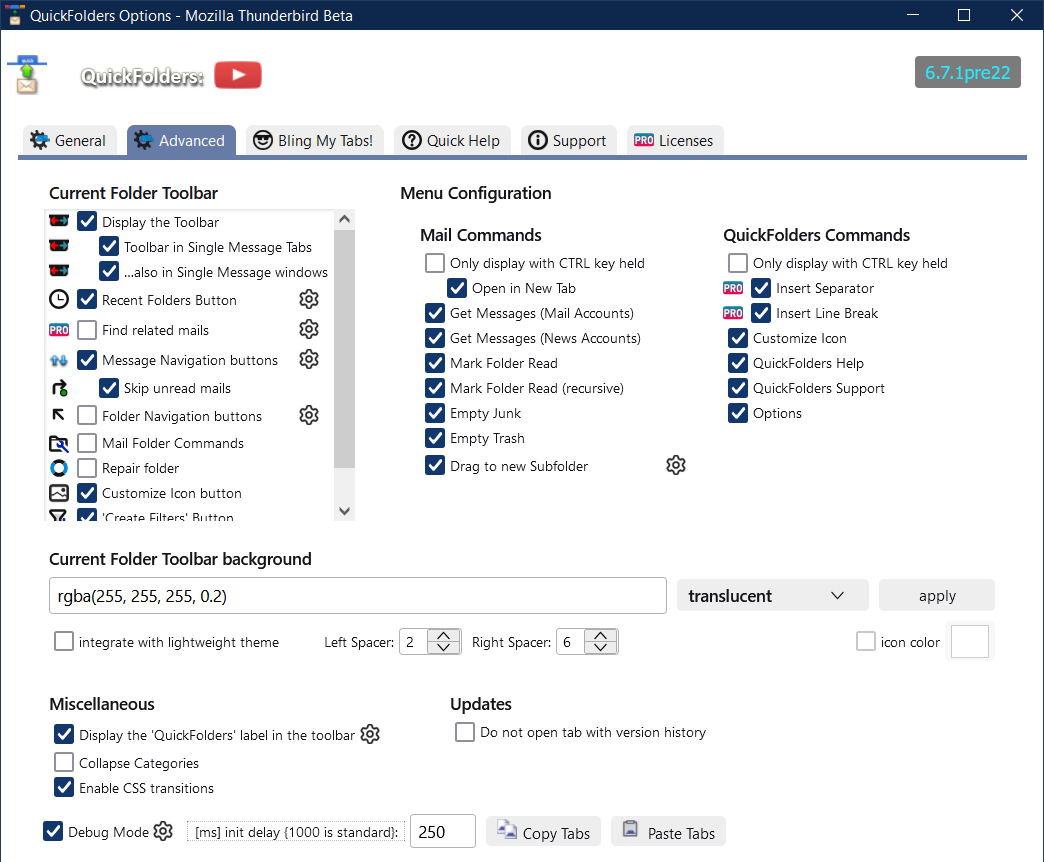 QuickFolders Options - Mozilla Thunderbird Beta
QuickFolders:
6.7.1pre22
General
Advanced
Bling My Tabs!
Quick Help
Support
PRO Licenses
Current Folder Toolbar
Display the Toolbar
Toolbar in Single Message Tabs
...also in Single Message windows
Recent Folders Button
PRO Find related mails
Message Navigation buttons
Skip unread mails
Folder Navigation buttons
Mail Folder Commands
Repair folder
Customize Icon button
'Create Filters' Button
Menu Configuration
Mail Commands
Only display with CTRL key held
Open in New Tab
Get Messages (Mail Accounts)
Get Messages (News Accounts)
Mark Folder Read
Mark Folder Read (recursive)
Empty Junk
Empty Trash
Drag to new Subfolder
QuickFolders Commands
Only display with CTRL key held
PRO Insert Separator
PRO Insert Line Break
Customize Icon
QuickFolders Help
QuickFolders Support
Options
Current Folder Toolbar background
rgba(255, 255, 255, 0.2)
translucent
apply
integrate with lightweight theme
Left Spacer: 2
Right Spacer: 6
icon color
Miscellaneous
Display the 'QuickFolders' label in the toolbar
Collapse Categories
Enable CSS transitions
Updates
Do not open tab with version history
Debug Mode
[ms] init delay {1000 is standard}: 250
Copy Tabs
Paste Tabs